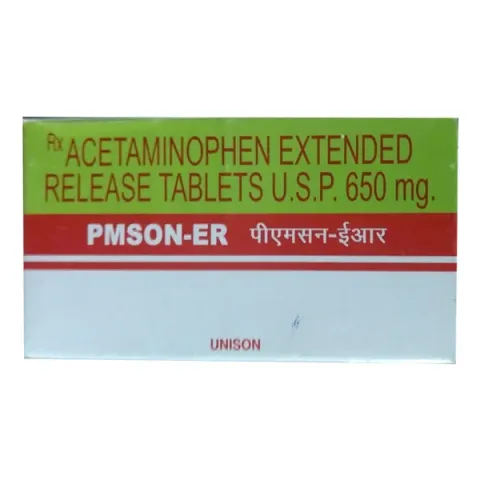 Rx ACETAMINOPHEN EXTENDED
RELEASE TABLETS U.S.P. 650 mg.
PMSON-ER पीएमसन-ईआर
UNISON